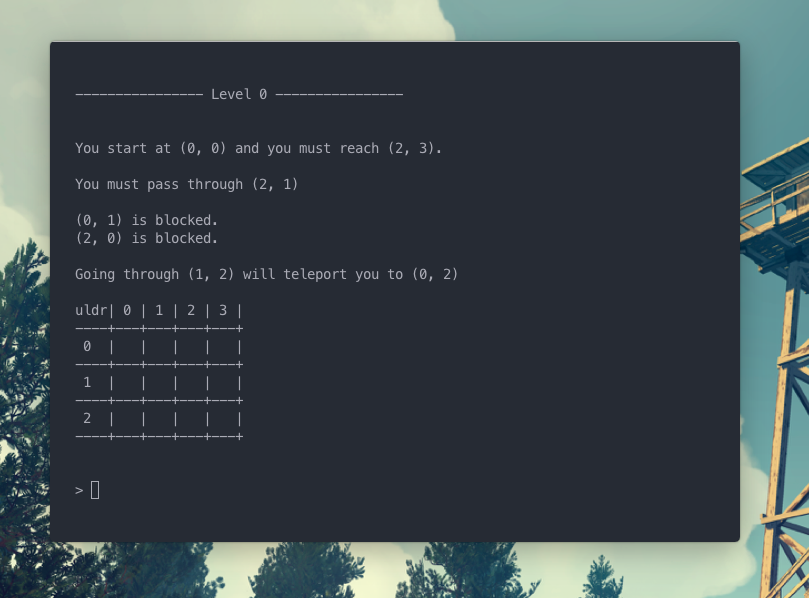 ---------------- Level 0 ----------------
You start at (0, 0) and you must reach (2, 3).
You must pass through (2, 1)
(0, 1) is blocked.
(2, 0) is blocked.
Going through (1, 2) will teleport you to (0, 2)
uldr| 0 | 1 | 2 | 3 |
----+---+---+---+---+
 0  |   |   |   |   |
----+---+---+---+---+
 1  |   |   |   |   |
----+---+---+---+---+
 2  |   |   |   |   |
----+---+---+---+---+
>